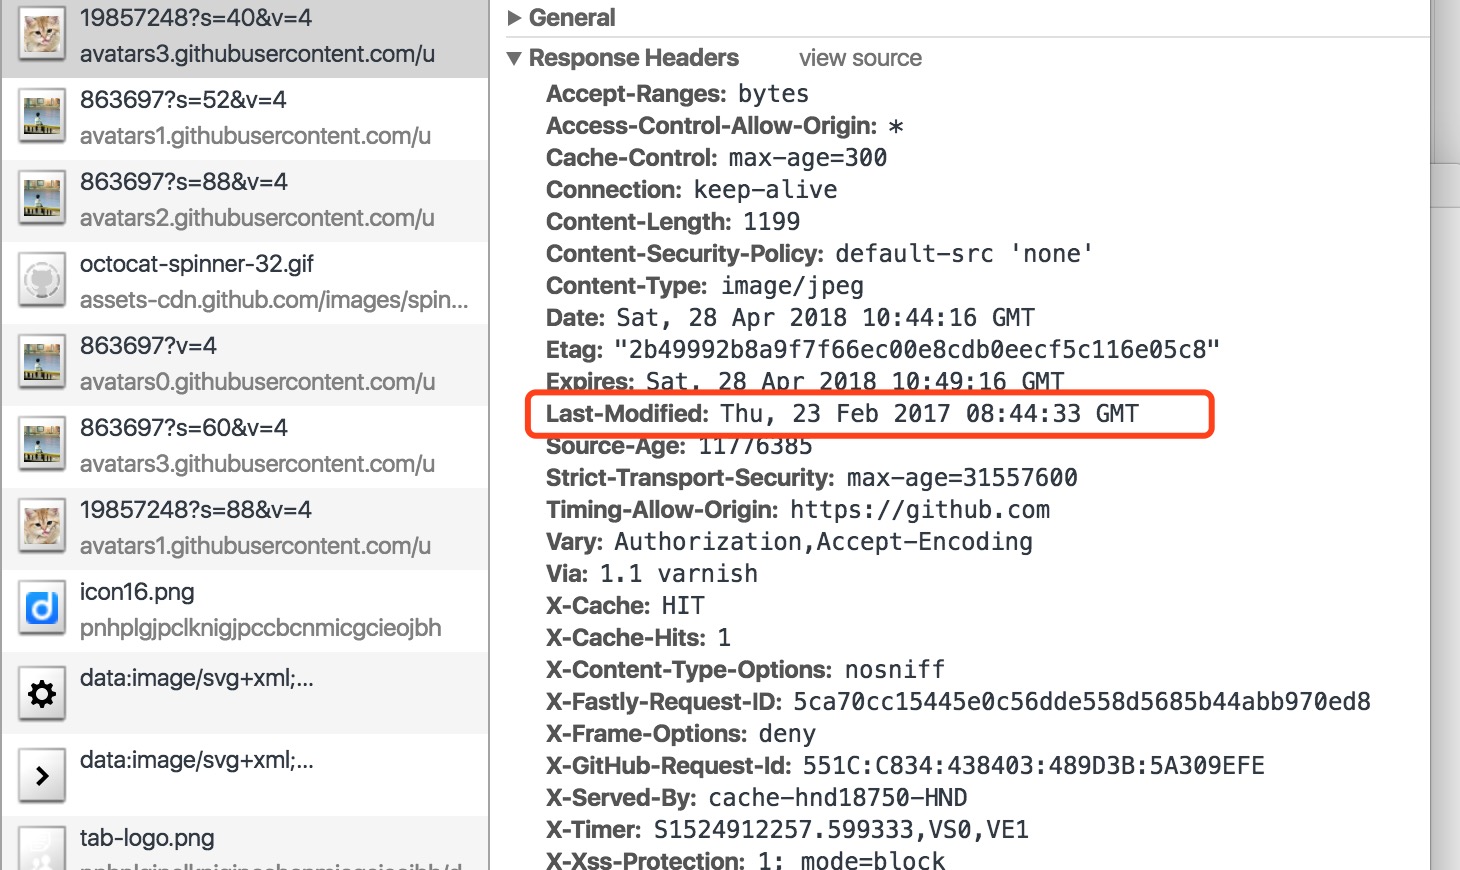 19857248?s=40&v=4
avatars3.githubusercontent.com/u
863697?s=52&v=4
avatars1.githubusercontent.com/u
863697?s=88&v=4
avatars2.githubusercontent.com/u
octocat-spinner-32.gif
assets-cdn.github.com/images/spin...
863697?v=4
avatars0.githubusercontent.com/u
863697?s=60&v=4
avatars3.githubusercontent.com/u
19857248?s=88&v=4
avatars1.githubusercontent.com/u
icon16.png
pnhplgjpclknigjpccbcnmicgcieojbh
data:image/svg+xml;...
data:image/svg+xml;...
tab-logo.png
General
Response Headers view source
Accept-Ranges: bytes
Access-Control-Allow-Origin: *
Cache-Control: max-age=300
Connection: keep-alive
Content-Length: 1199
Content-Security-Policy: default-src 'none'
Content-Type: image/jpeg
Date: Sat, 28 Apr 2018 10:44:16 GMT
Etag: "2b49992b8a9f7f66ec00e8cdb0eecf5c116e05c8"
Expires: Sat, 28 Apr 2018 10:49:16 GMT
Last-Modified: Thu, 23 Feb 2017 08:44:33 GMT
Source-Age: 11776385
Strict-Transport-Security: max-age=31557600
Timing-Allow-Origin: https://github.com
Vary: Authorization,Accept-Encoding
Via: 1.1 varnish
X-Cache: HIT
X-Cache-Hits: 1
X-Content-Type-Options: nosniff
X-Fastly-Request-ID: 5ca70cc15445e0c56dde558d5685b44abb970ed8
X-Frame-Options: deny
X-GitHub-Request-Id: 551C:C834:438403:489D3B:5A309EFE
X-Served-By: cache-hnd18750-HND
X-Timer: S1524912257.599333,VS0,VE1
X-Xss-Protection: 1; mode=block